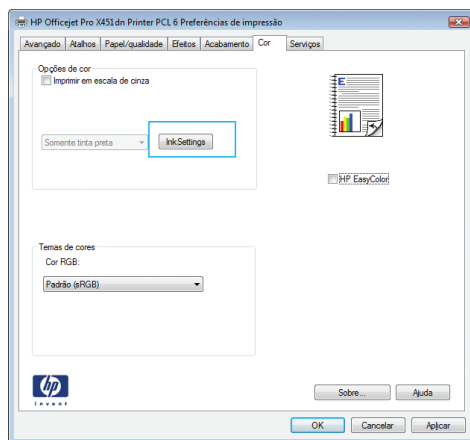 HP Officejet Pro X451dn Printer PCL 6 Preferências de impressão
Avançado Atalhos Papel/qualidade Efeitos Acabamento Cor Serviços
Opções de cor
Imprimir em escala de cinza
Somente tinta preta InkSettings
E
HP EasyColor
Temas de cores
Cor RGB:
Padrão (sRGB)
hp
invent
Sobre... Ajuda
OK Cancelar Aplicar